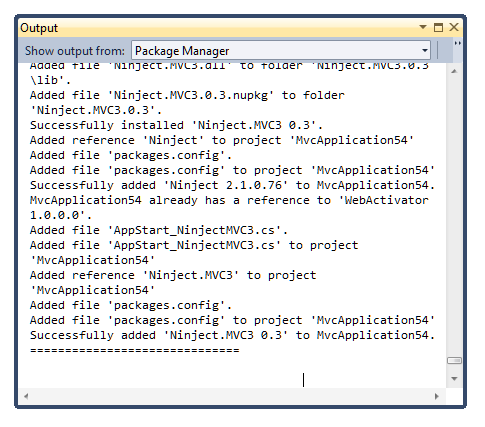 Output
Show output from: Package Manager
Added file 'Ninject.MVC3.dll' to folder 'Ninject.MVC3.0.3
\lib'.
Added file 'Ninject.MVC3.0.3.nupkg' to folder
'Ninject.MVC3.0.3'.
Successfully installed 'Ninject.MVC3 0.3'.
Added reference 'Ninject' to project 'MvcApplication54'
Added file 'packages.config'.
Added file 'packages.config' to project 'MvcApplication54'
Successfully added 'Ninject 2.1.0.76' to MvcApplication54.
MvcApplication54 already has a reference to 'WebActivator
1.0.0.0'.
Added file 'AppStart_NinjectMVC3.cs'.
Added file 'AppStart_NinjectMVC3.cs' to project
'MvcApplication54'
Added reference 'Ninject.MVC3' to project
'MvcApplication54'
Added file 'packages.config'.
Added file 'packages.config' to project 'MvcApplication54'
Successfully added 'Ninject.MVC3 0.3' to MvcApplication54.
==============================